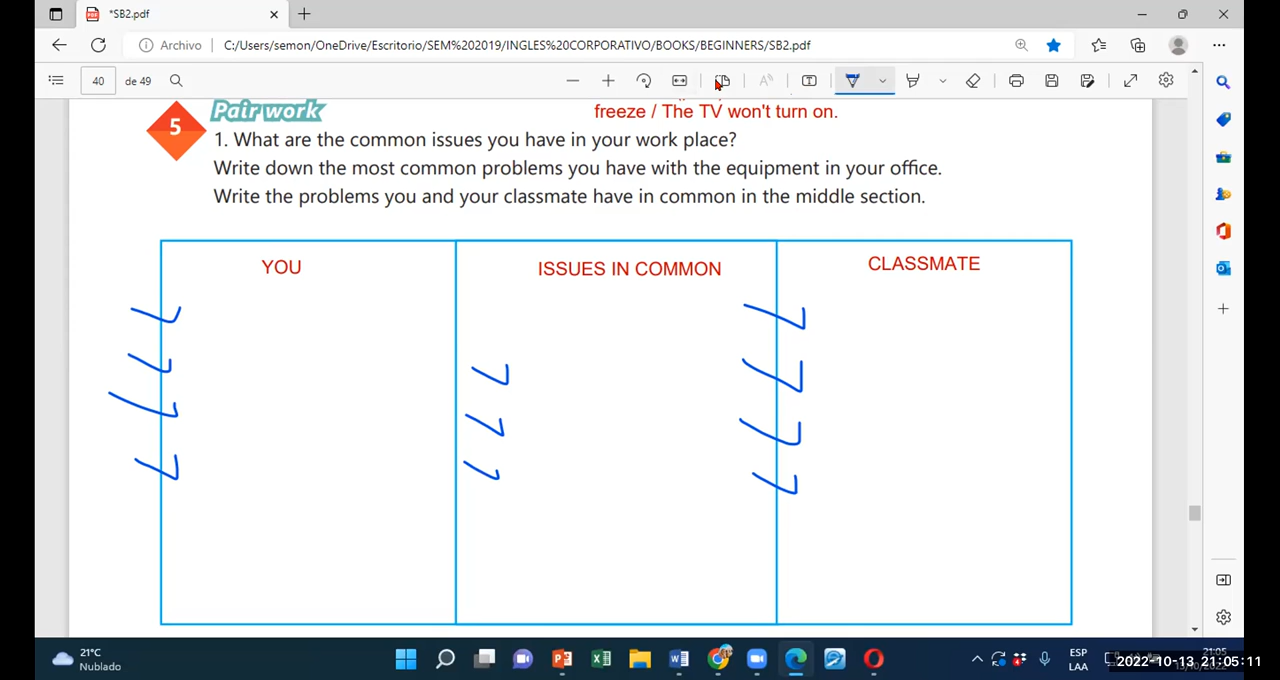 *SB2.pdf
Archivo
C:/Users/semon/OneDrive/Escritorio/SEM%202019/INGLES%20CORPORATIVO/BOOKS/BEGINNERS/SB2.pdf
40 de 49
freeze / The TV won't turn on.
5 Pair work
1. What are the common issues you have in your work place?
Write down the most common problems you have with the equipment in your office.
Write the problems you and your classmate have in common in the middle section.
YOU
ISSUES IN COMMON
CLASSMATE
21°C
Nublado
ESP
LAA
21:05
2022-10-13 21:05:11